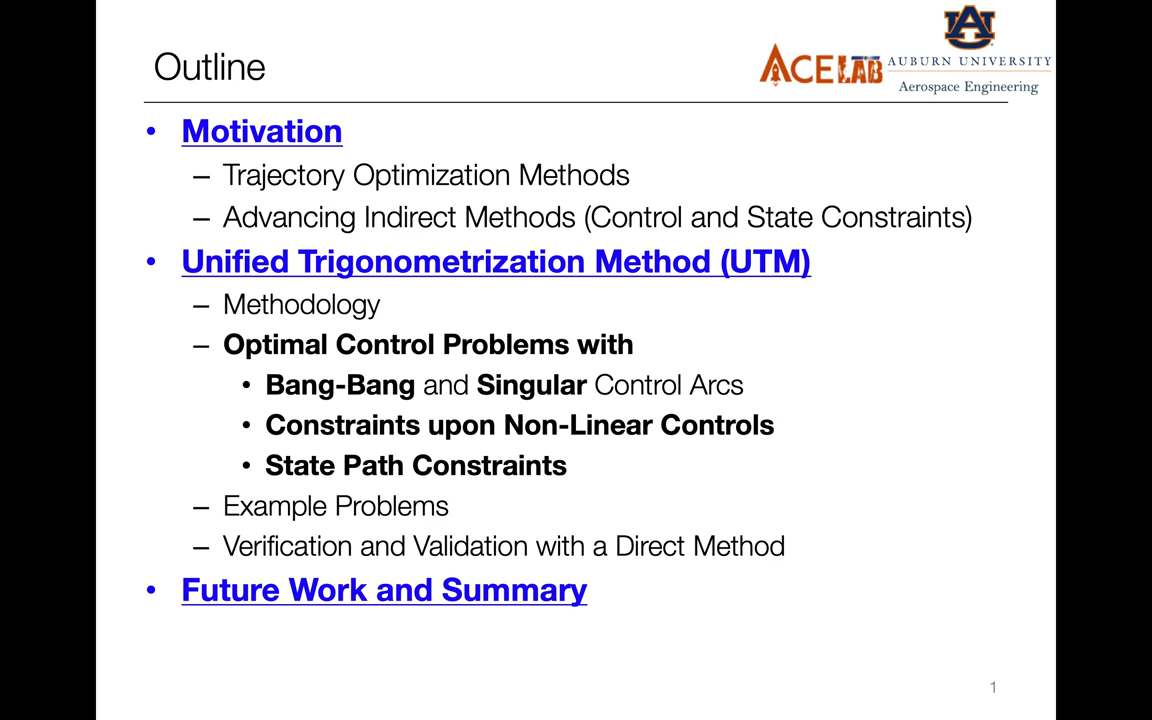 Outline
ACE LAB
AU
AUBURN UNIVERSITY
Aerospace Engineering
• Motivation
– Trajectory Optimization Methods
– Advancing Indirect Methods (Control and State Constraints)
• Unified Trigonometrization Method (UTM)
– Methodology
– Optimal Control Problems with
• Bang-Bang and Singular Control Arcs
• Constraints upon Non-Linear Controls
• State Path Constraints
– Example Problems
– Verification and Validation with a Direct Method
• Future Work and Summary
1